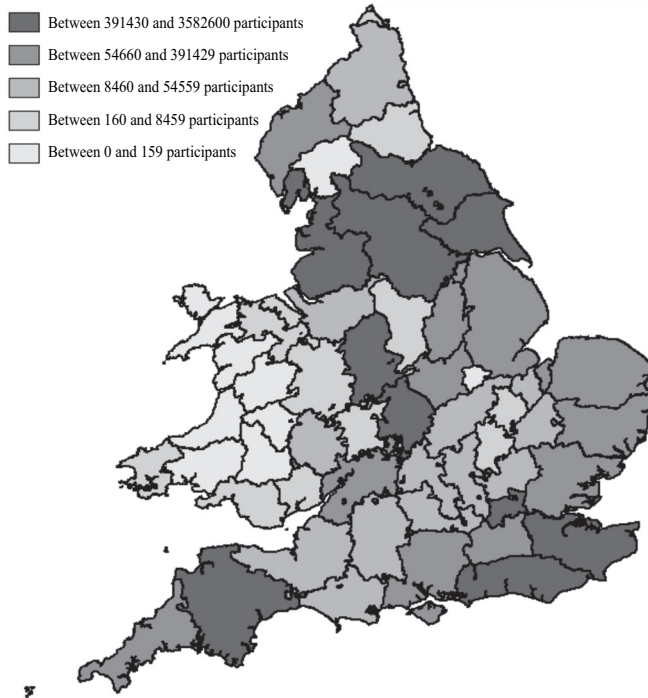 Between 391430 and 3582600 participants
Between 54660 and 391429 participants
Between 8460 and 54559 participants
Between 160 and 8459 participants
Between 0 and 159 participants